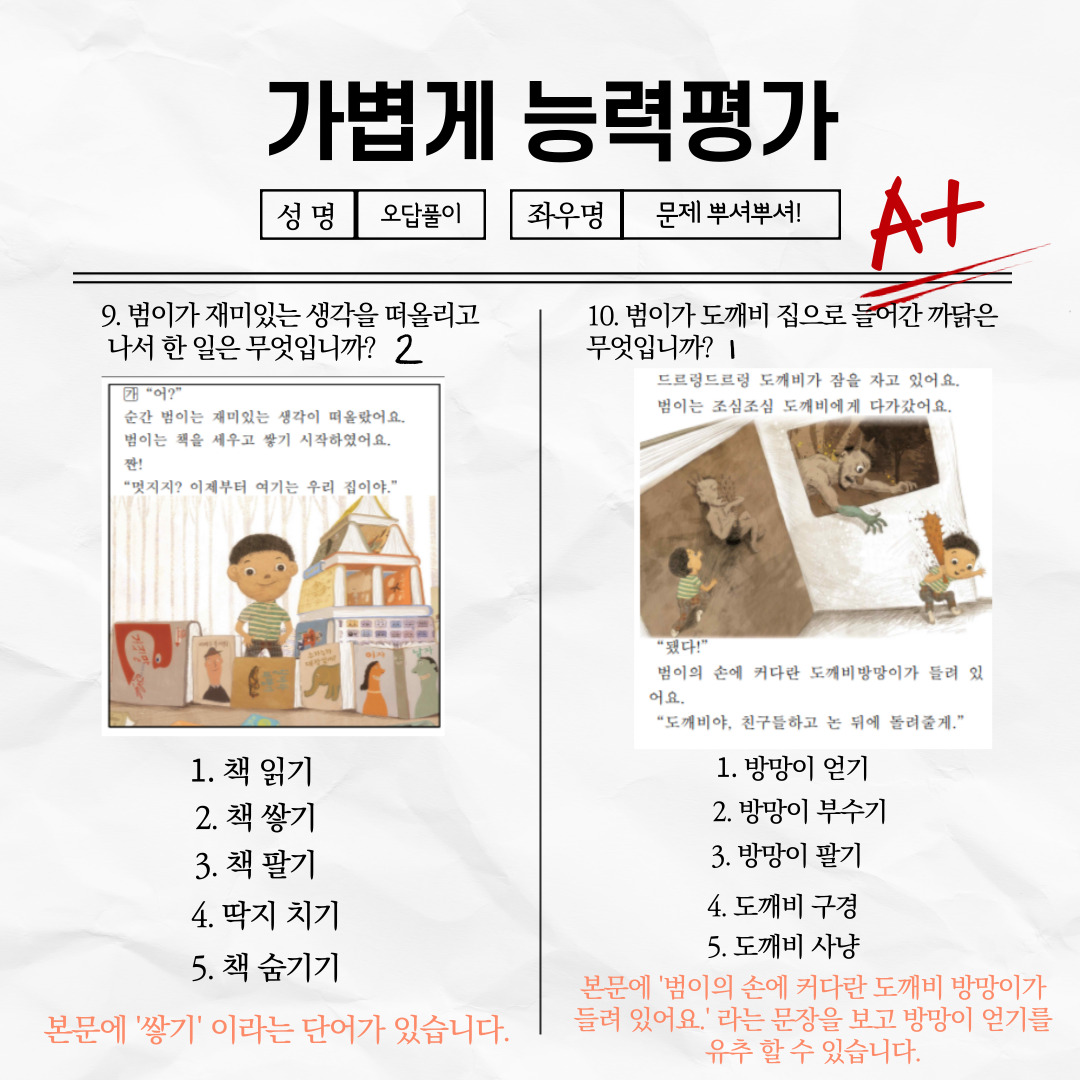 가볍게 능력평가
성 명 오답풀이 좌우명 문제 뿌셔뿌셔!
A+
9. 범이가 재미있는 생각을 떠올리고
나서 한 일은 무엇입니까? 2
가 “어?”
순간 범이는 재미있는 생각이 떠올랐어요.
범이는 책을 세우고 쌓기 시작하였어요.
짠!
“멋지지? 이제부터 여기는 우리 집이야.”
1. 책 읽기
2. 책 쌓기
3. 책 팔기
4. 딱지 치기
5. 책 숨기기
본문에 '쌓기' 이라는 단어가 있습니다.
10. 범이가 도깨비 집으로 들어간 까닭은
무엇입니까? 1
드르렁드르렁 도깨비가 잠을 자고 있어요.
범이는 조심조심 도깨비에게 다가갔어요.
“됐다!”
범이의 손에 커다란 도깨비방망이가 들려 있
어요.
“도깨비야, 친구들하고 논 뒤에 돌려줄게.”
1. 방망이 얻기
2. 방망이 부수기
3. 방망이 팔기
4. 도깨비 구경
5. 도깨비 사냥
본문에 '범이의 손에 커다란 도깨비 방망이가
들려 있어요.' 라는 문장을 보고 방망이 얻기를
유추 할 수 있습니다.